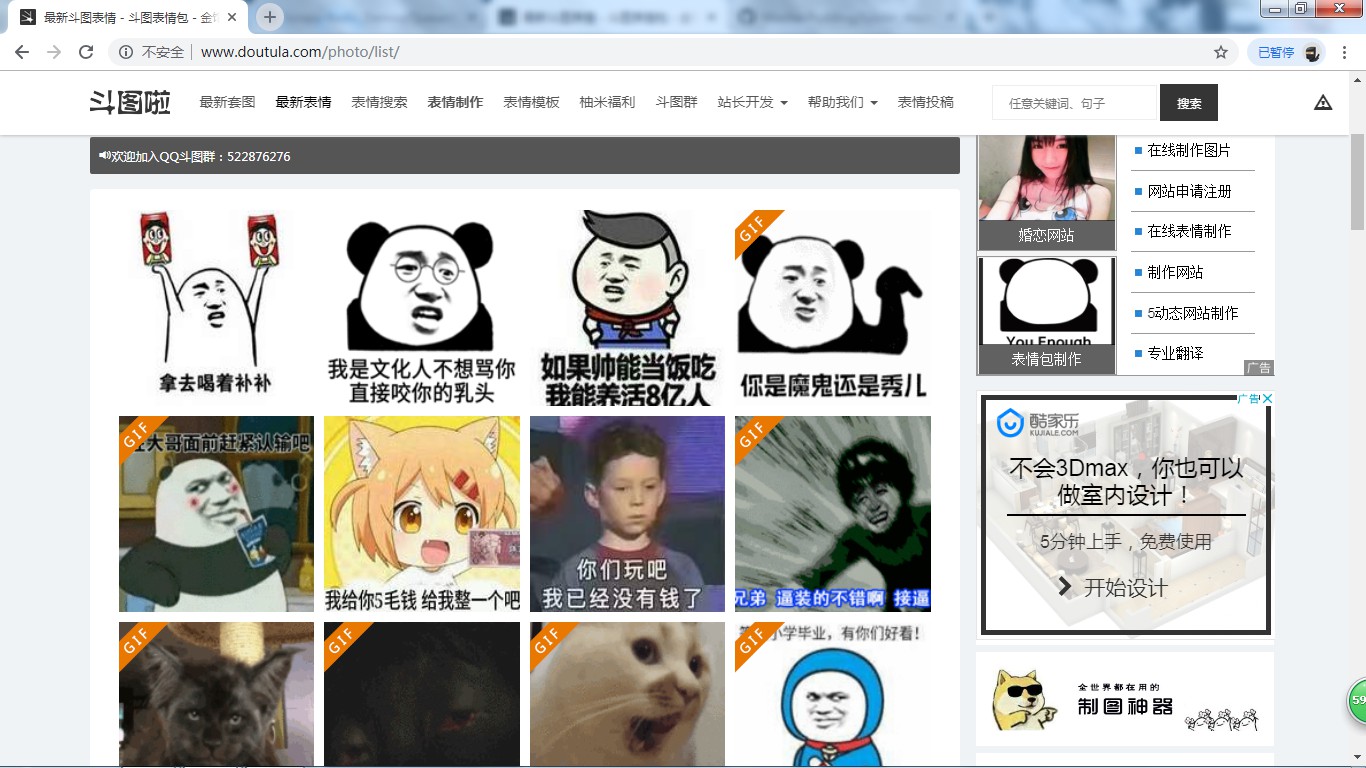 最新斗图表情 - 斗图表情包 - 金
不安全
www.doutula.com/photo/list/
已暂停
斗图啦
最新套图 最新表情 表情搜索 表情制作 表情模板 柚米福利 斗图群 站长开发 帮助我们 表情投稿
任意关键词、句子
搜索
欢迎加入QQ斗图群：522876276
拿去喝着补补
我是文化人不想骂你
直接咬你的乳头
如果帅能当饭吃
我能养活8亿人
GIF
你是魔鬼还是秀儿
GIF
大哥面前赶紧认输吧
我给你5毛钱 给我整一个吧
你们玩吧
我已经没有钱了
GIF
兄弟 逼装的不错啊 接逼
GIF
GIF
GIF
GIF
小学毕业，有你们好看！
婚恋网站
You Enough
表情包制作
在线制作图片
网站申请注册
在线表情制作
制作网站
5动态网站制作
专业翻译
广告
广告
酷家乐
KUJIALE.COM
不会3Dmax，你也可以
做室内设计！
5分钟上手，免费使用
开始设计
全世界都在用的
制图神器
59